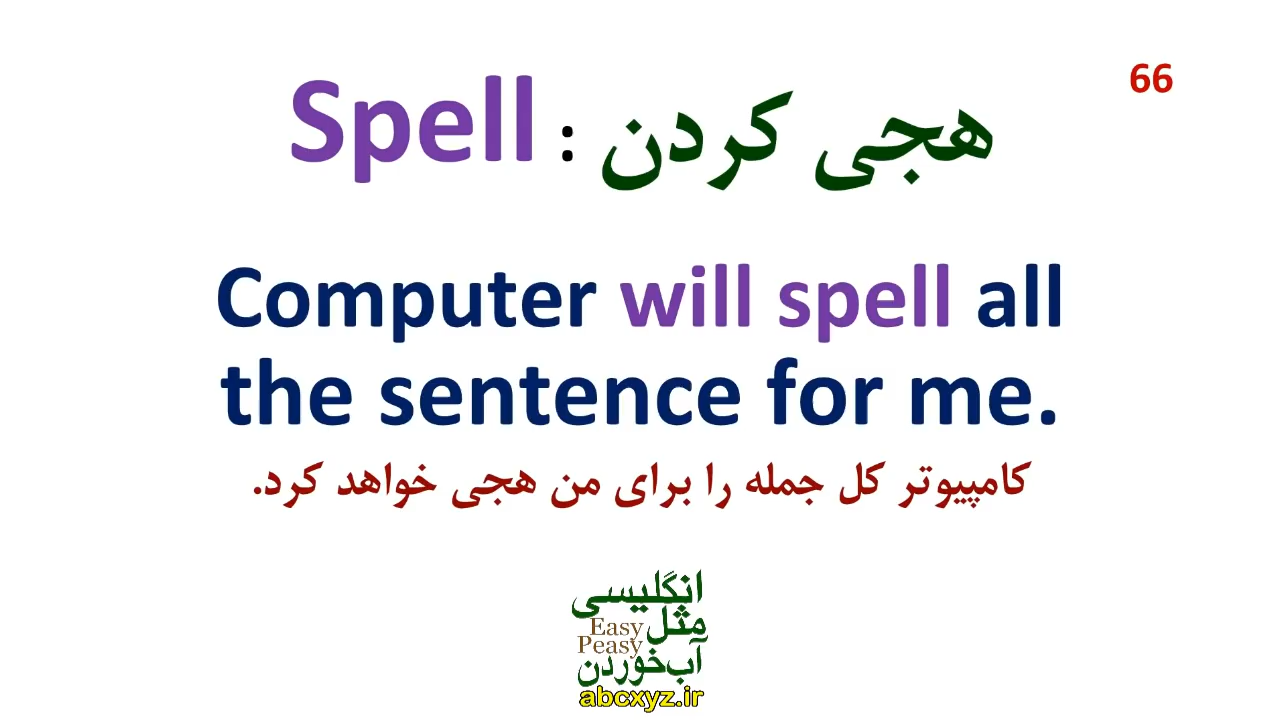 66
Spell : هجی کردن
Computer will spell all
the sentence for me.
کامپیوتر کل جمله را برای من هجی خواهد کرد.
انگلیسی
مثل
Easy
Peasy
آب‌خوردن
abcxyz.ir